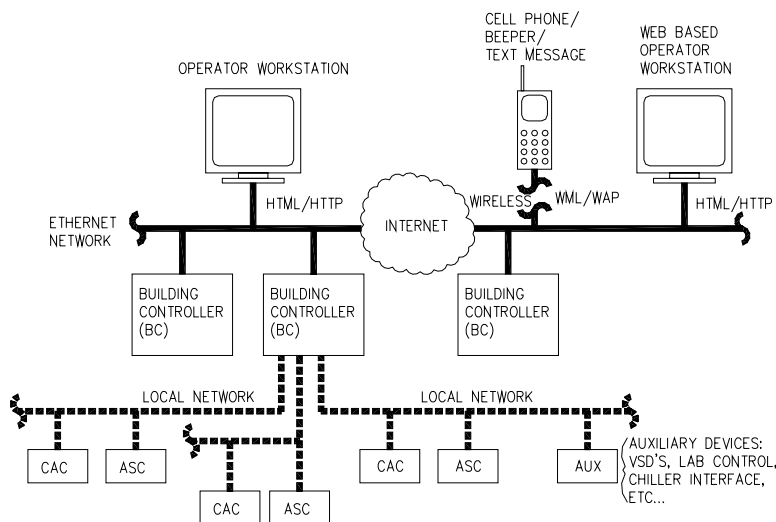 CELL PHONE/
BEEPER/
TEXT MESSAGE
WEB BASED
OPERATOR
WORKSTATION
OPERATOR WORKSTATION
HTML/HTTP
WIRELESS
WML/WAP
HTML/HTTP
ETHERNET
NETWORK
INTERNET
BUILDING
CONTROLLER
(BC)
BUILDING
CONTROLLER
(BC)
BUILDING
CONTROLLER
(BC)
LOCAL NETWORK
LOCAL NETWORK
CAC
ASC
CAC
ASC
AUX
AUXILIARY DEVICES:
VSD'S, LAB CONTROL,
CHILLER INTERFACE,
ETC...
CAC
ASC